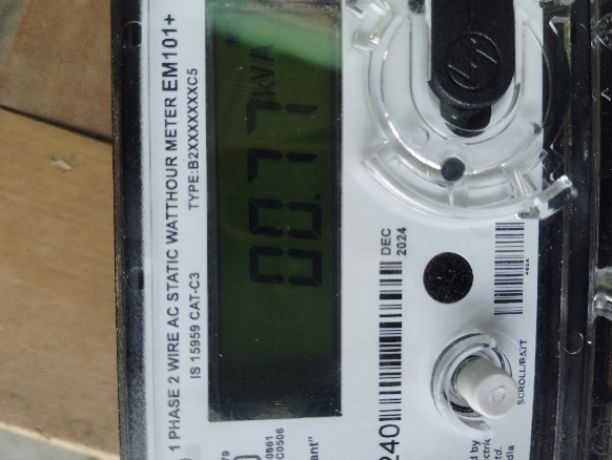 1 PHASE 2 WIRE AC STATIC WATTHOUR METER EM101+
IS 15959 CAT-C3 TYPE:B2XXXXXXXXC5
00.77 kVA
DEC
2024
240
SCROLL/BATT